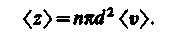 ⟨z⟩ = nπd² ⟨v⟩.